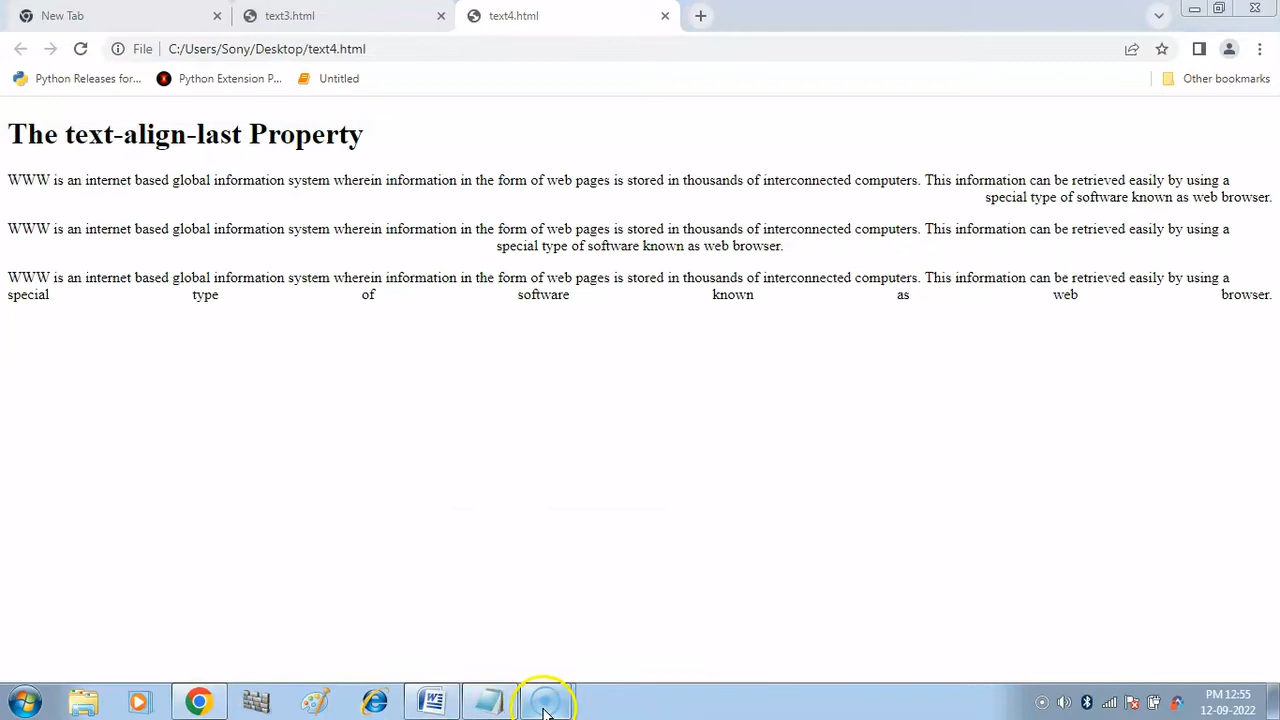 New Tab
text3.html
text4.html
File C:/Users/Sony/Desktop/text4.html
Python Releases for...
Python Extension P...
Untitled
Other bookmarks
The text-align-last Property
WWW is an internet based global information system wherein information in the form of web pages is stored in thousands of interconnected computers. This information can be retrieved easily by using a
special type of software known as web browser.
WWW is an internet based global information system wherein information in the form of web pages is stored in thousands of interconnected computers. This information can be retrieved easily by using a
special type of software known as web browser.
WWW is an internet based global information system wherein information in the form of web pages is stored in thousands of interconnected computers. This information can be retrieved easily by using a
special type of software known as web browser.
PM 12:55
12-09-2022